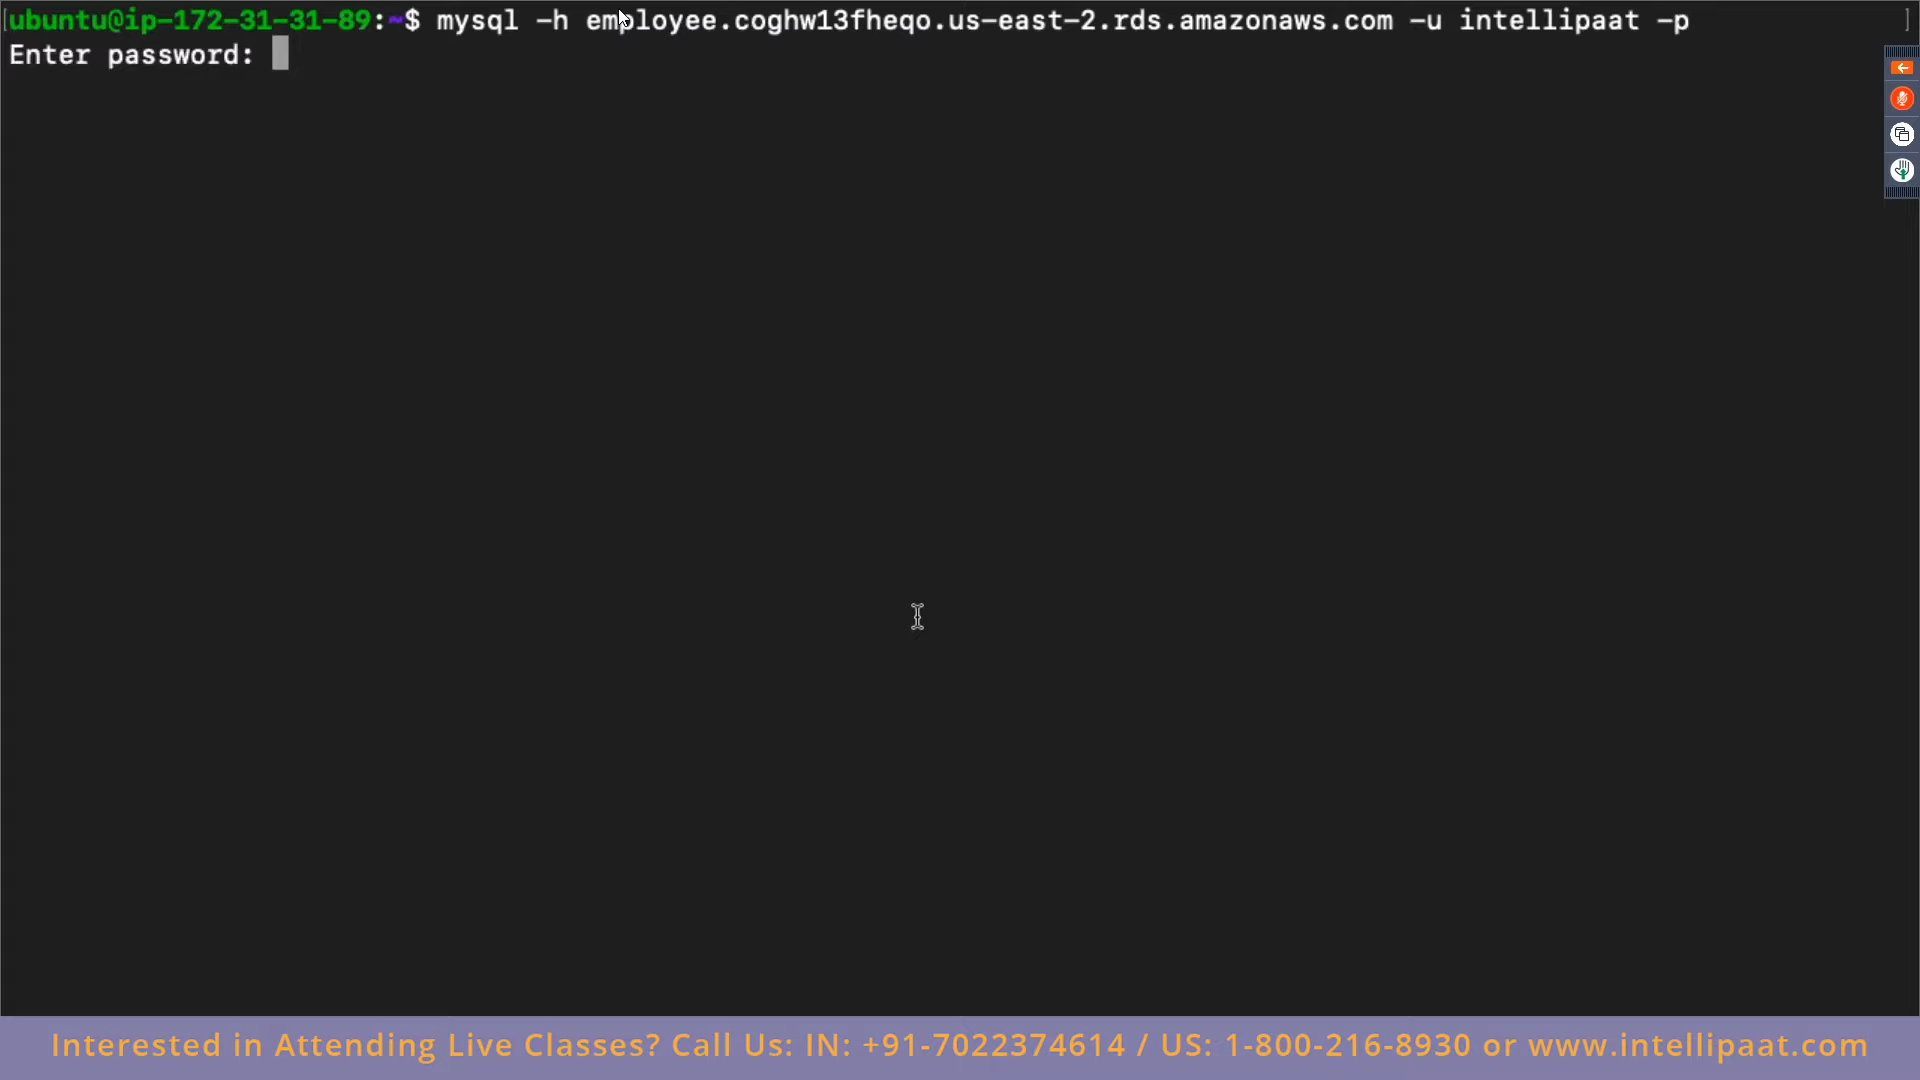 ubuntu@ip-172-31-31-89:~$ mysql -h employee.coghw13fheqo.us-east-2.rds.amazonaws.com -u intellipaat -p
Enter password:
Interested in Attending Live Classes? Call Us: IN: +91-7022374614 / US: 1-800-216-8930 or www.intellipaat.com